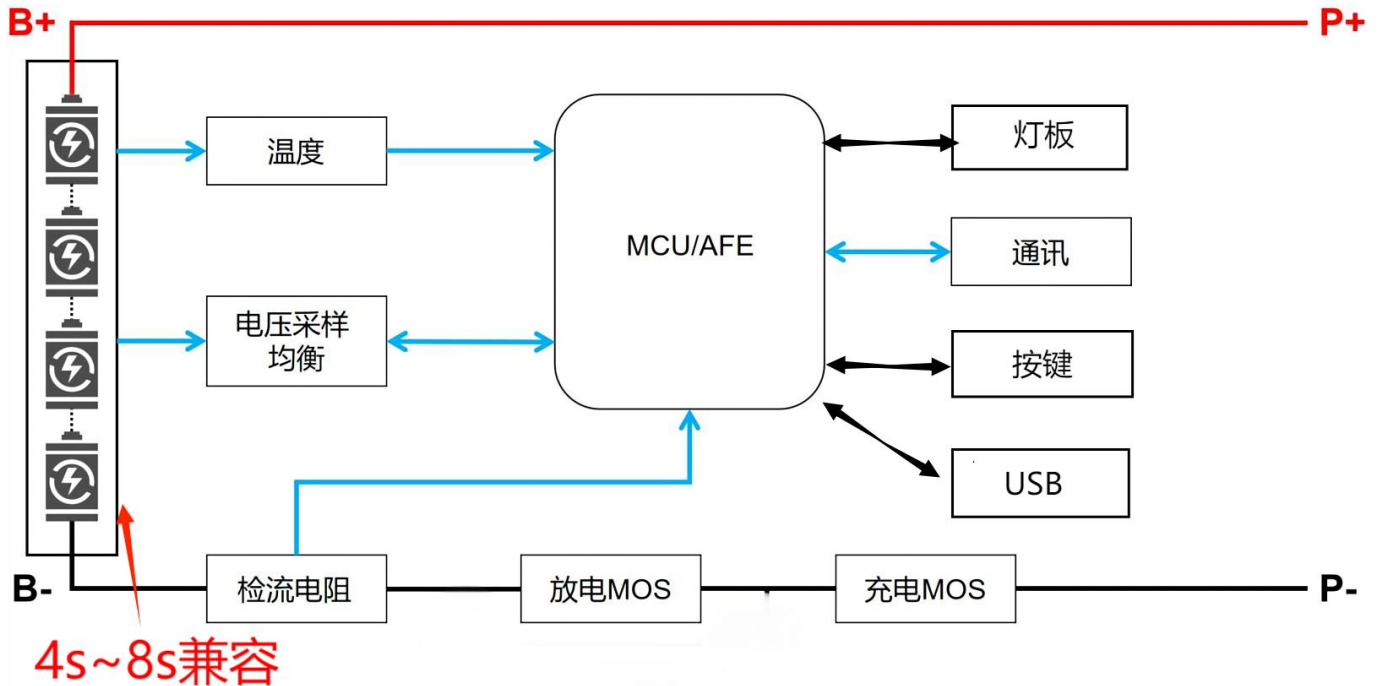 B+
P+
温度
MCU/AFE
灯板
通讯
电压采样
均衡
按键
USB
B-
检流电阻
放电MOS
充电MOS
P-
4s~8s兼容